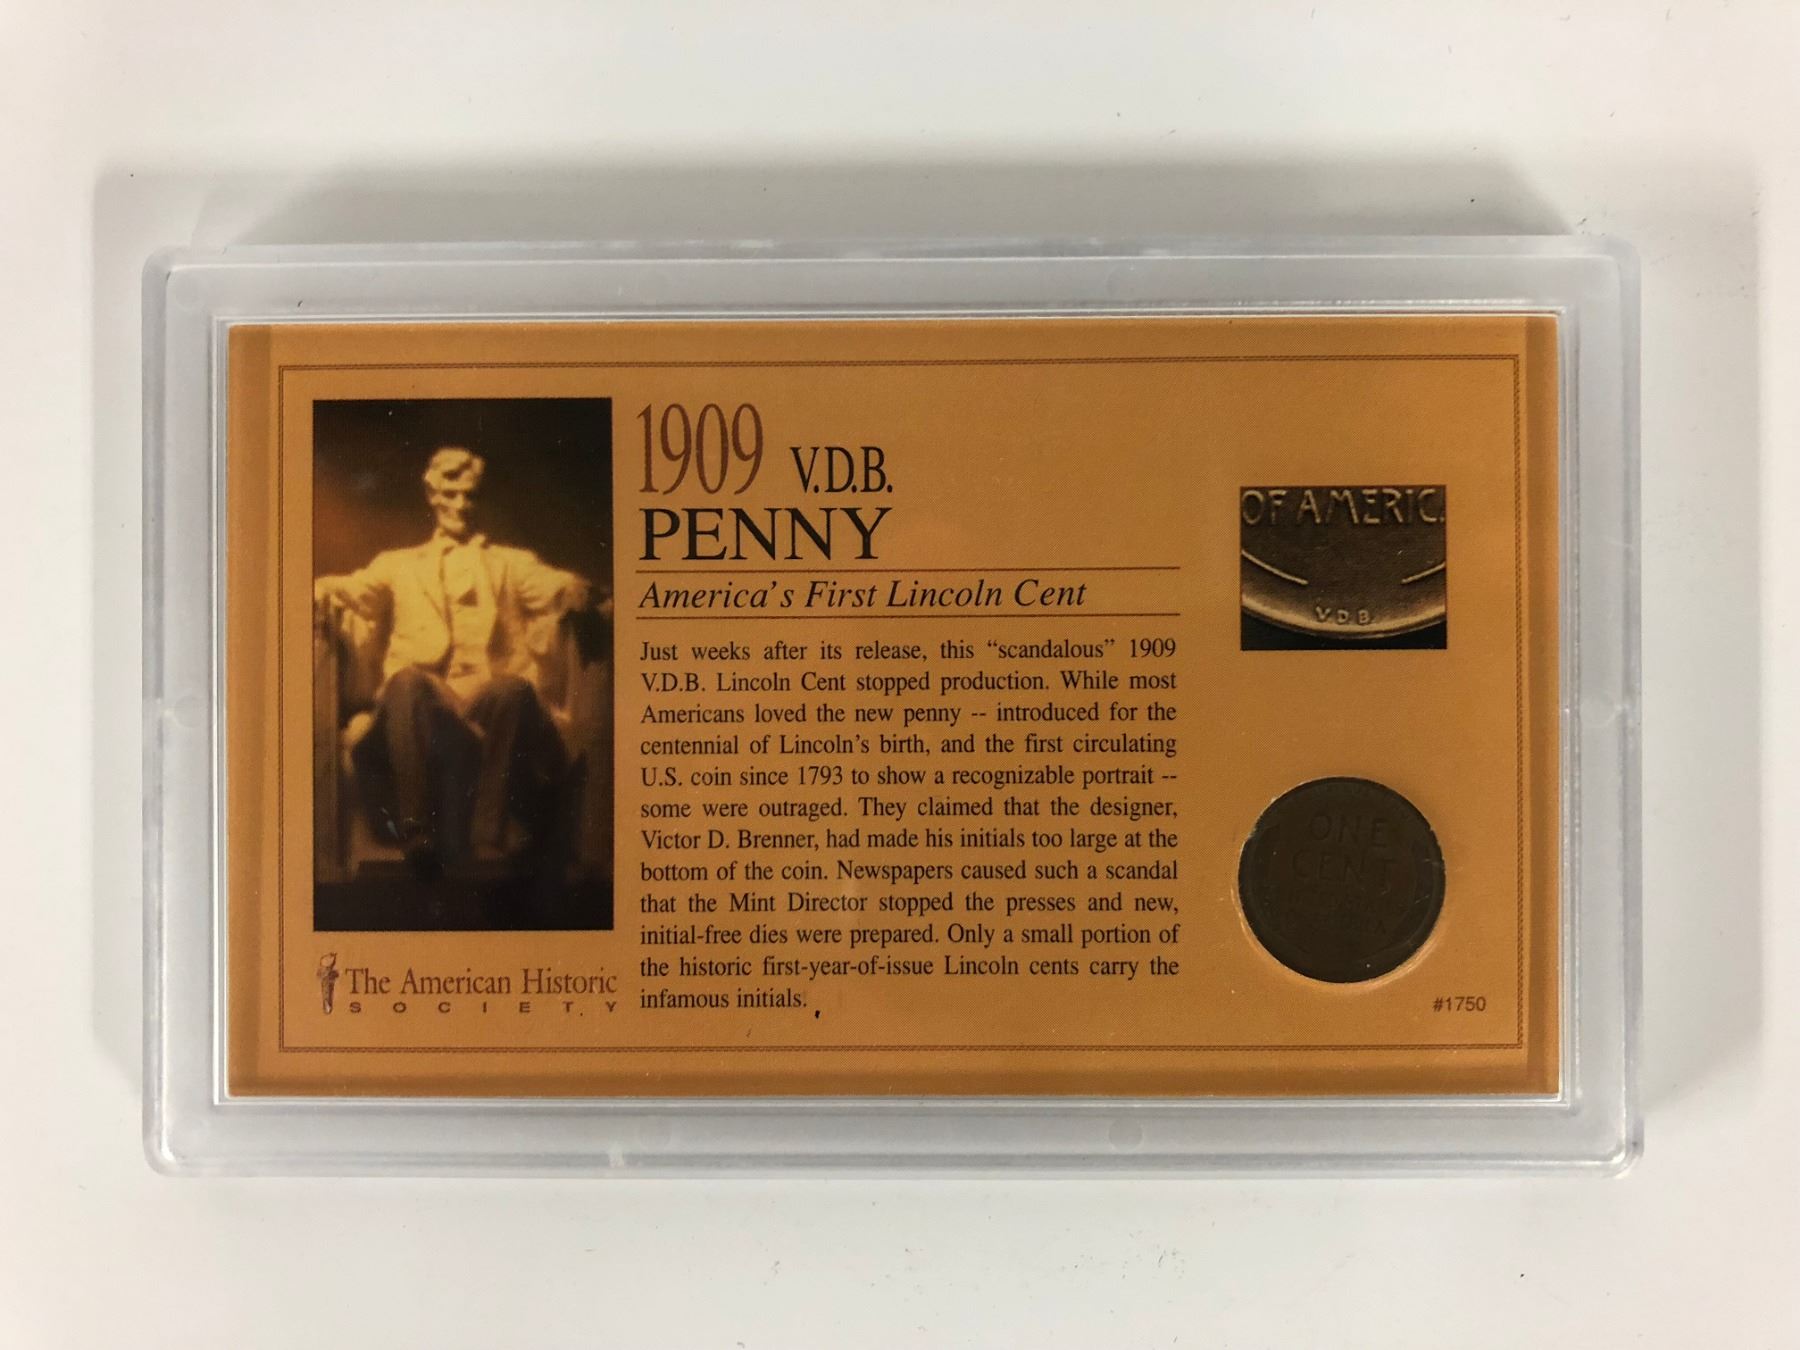 1909 V.D.B.
PENNY
America's First Lincoln Cent
Just weeks after its release, this “scandalous” 1909
V.D.B. Lincoln Cent stopped production. While most
Americans loved the new penny -- introduced for the
centennial of Lincoln's birth, and the first circulating
U.S. coin since 1793 to show a recognizable portrait --
some were outraged. They claimed that the designer,
Victor D. Brenner, had made his initials too large at the
bottom of the coin. Newspapers caused such a scandal
that the Mint Director stopped the presses and new,
initial-free dies were prepared. Only a small portion of
the historic first-year-of-issue Lincoln cents carry the
infamous initials.
The American Historic
SOCIETY
OF AMERIC
V.D.B.
ONE
CENT
#1750